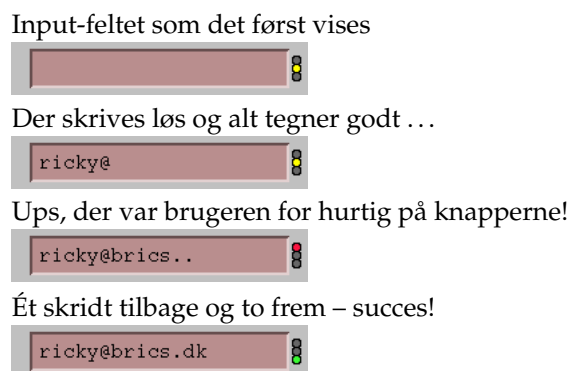 Input-feltet som det først vises
Der skrives løs og alt tegner godt ...
ricky@
Ups, der var brugeren for hurtig på knapperne!
ricky@brics..
Ét skridt tilbage og to frem – succes!
ricky@brics.dk